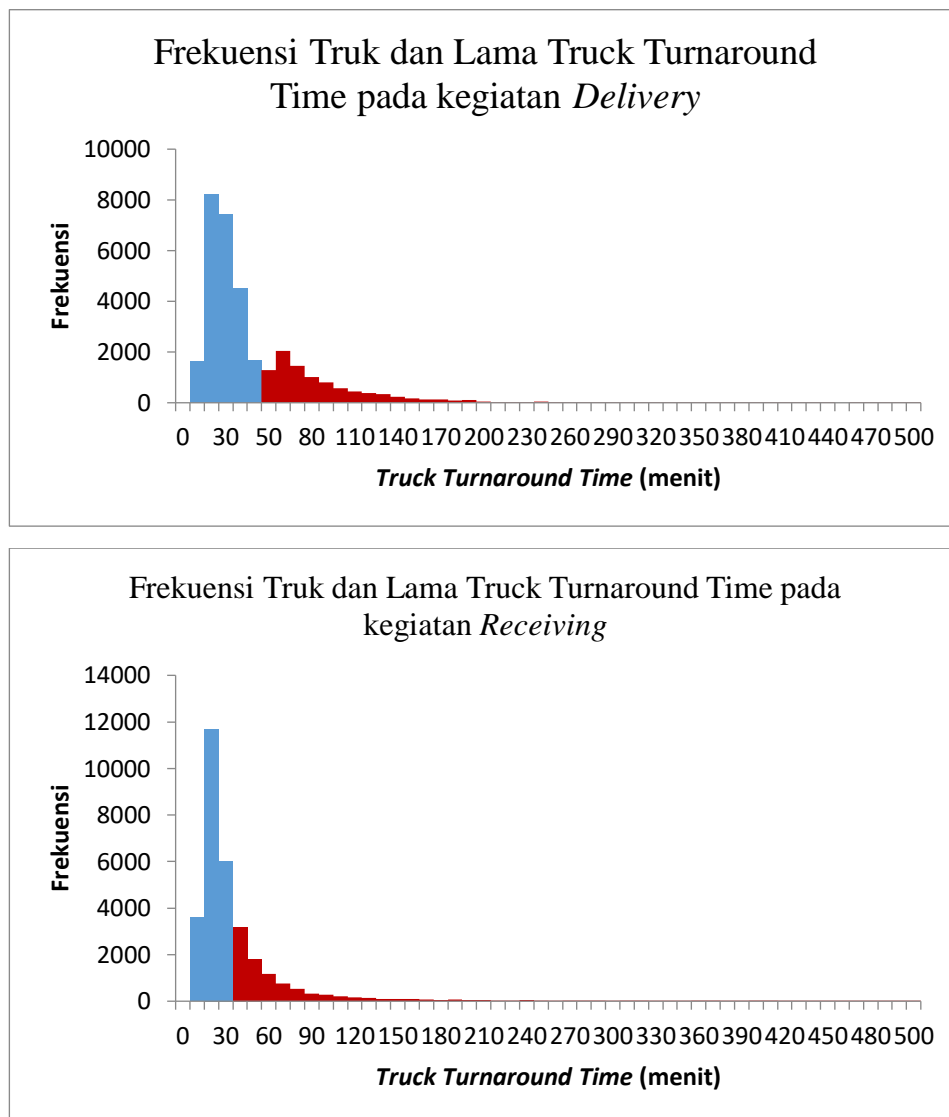 Frekuensi Truk dan Lama Truck Turnaround
Time pada kegiatan Delivery
10000
8000
6000
4000
2000
0
Frekuensi
0 30 50 80 110 140 170 200 230 260 290 320 350 380 410 440 470 500
Truck Turnaround Time (menit)
Frekuensi Truk dan Lama Truck Turnaround Time pada
kegiatan Receiving
14000
12000
10000
8000
6000
4000
2000
0
Frekuensi
0 30 60 90 120 150 180 210 240 270 300 330 360 390 420 450 480 500
Truck Turnaround Time (menit)